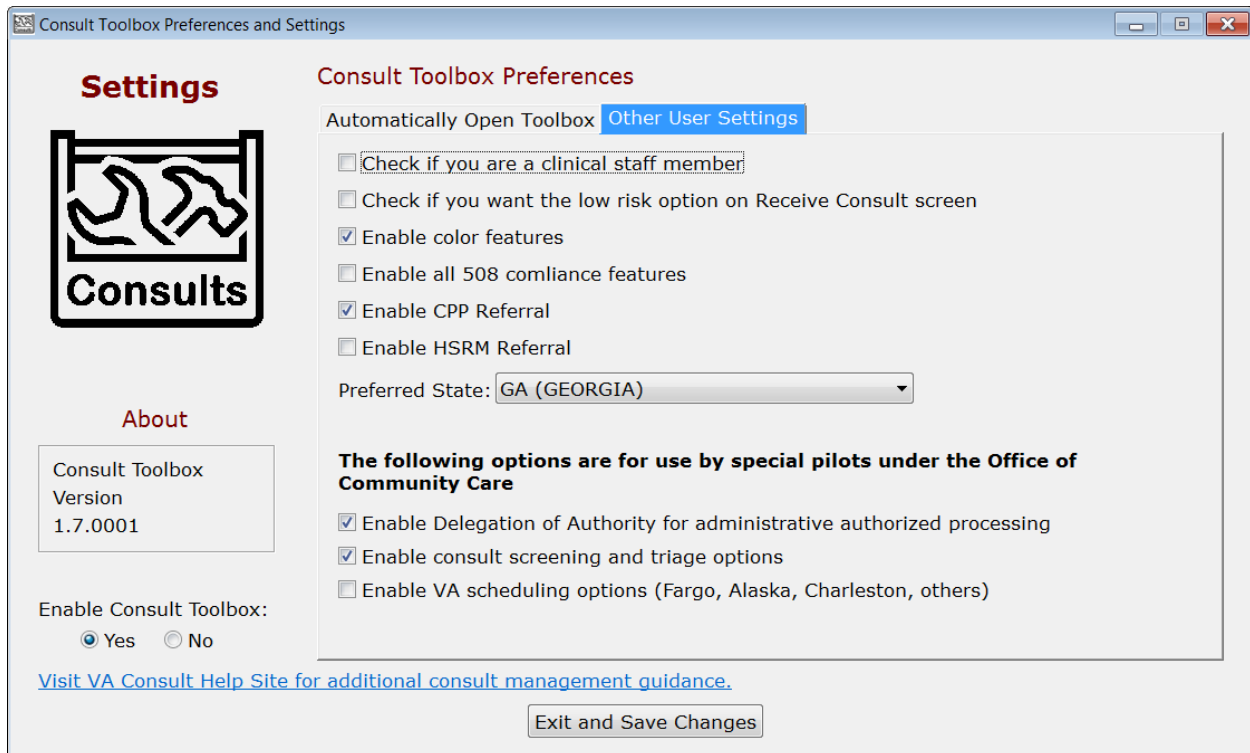 Consult Toolbox Preferences and Settings
Settings
Consults
About
Consult Toolbox
Version
1.7.0001
Enable Consult Toolbox:
Yes No
Consult Toolbox Preferences
Automatically Open Toolbox Other User Settings
Check if you are a clinical staff member
Check if you want the low risk option on Receive Consult screen
Enable color features
Enable all 508 comliance features
Enable CPP Referral
Enable HSRM Referral
Preferred State: GA (GEORGIA)
The following options are for use by special pilots under the Office of
Community Care
Enable Delegation of Authority for administrative authorized processing
Enable consult screening and triage options
Enable VA scheduling options (Fargo, Alaska, Charleston, others)
Visit VA Consult Help Site for additional consult management guidance.
Exit and Save Changes